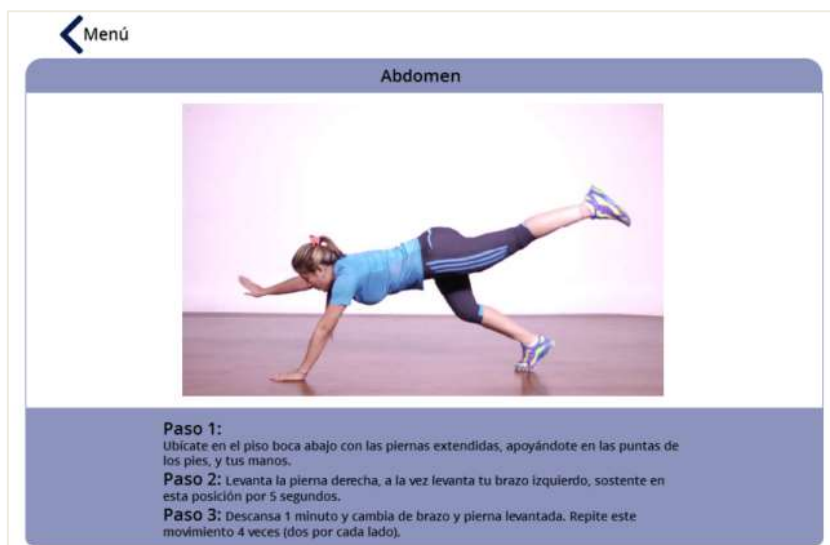 Menú
Abdomen
Paso 1:
Ubícate en el piso boca abajo con las piernas extendidas, apoyándote en las puntas de
los pies, y tus manos.
Paso 2: Levanta la pierna derecha, a la vez levanta tu brazo izquierdo, sostente en
esta posición por 5 segundos.
Paso 3: Descansa 1 minuto y cambia de brazo y pierna levantada. Repite este
movimiento 4 veces (dos por cada lado).